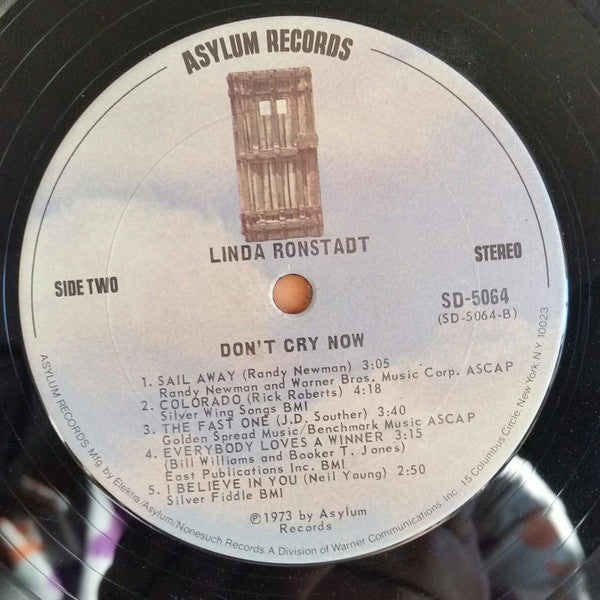 ASYLUM RECORDS
LINDA RONSTADT
SIDE TWO
STEREO
SD-5064
(SD-5064-B)
DON'T CRY NOW
1. SAIL AWAY (Randy Newman) 3:05
Randy Newman and Warner Bros. Music Corp. ASCAP
2. COLORADO (Rick Roberts) 4:18
Silver Wing Songs BMI
3. THE FAST ONE (J.D. Souther) 3:40
Golden Spread Music/Benchmark Music ASCAP
4. EVERYBODY LOVES A WINNER 3:15
(Bill Williams and Booker T. Jones)
East Publications Inc. BMI
5. I BELIEVE IN YOU (Neil Young) 2:50
Silver Fiddle BMI
℗ 1973 by Asylum
Records
ASYLUM RECORDS. Mfg. by Elektra/Asylum/Nonesuch Records. A Division of Warner Communications, Inc. 15 Columbus Circle, New York, N.Y. 10023